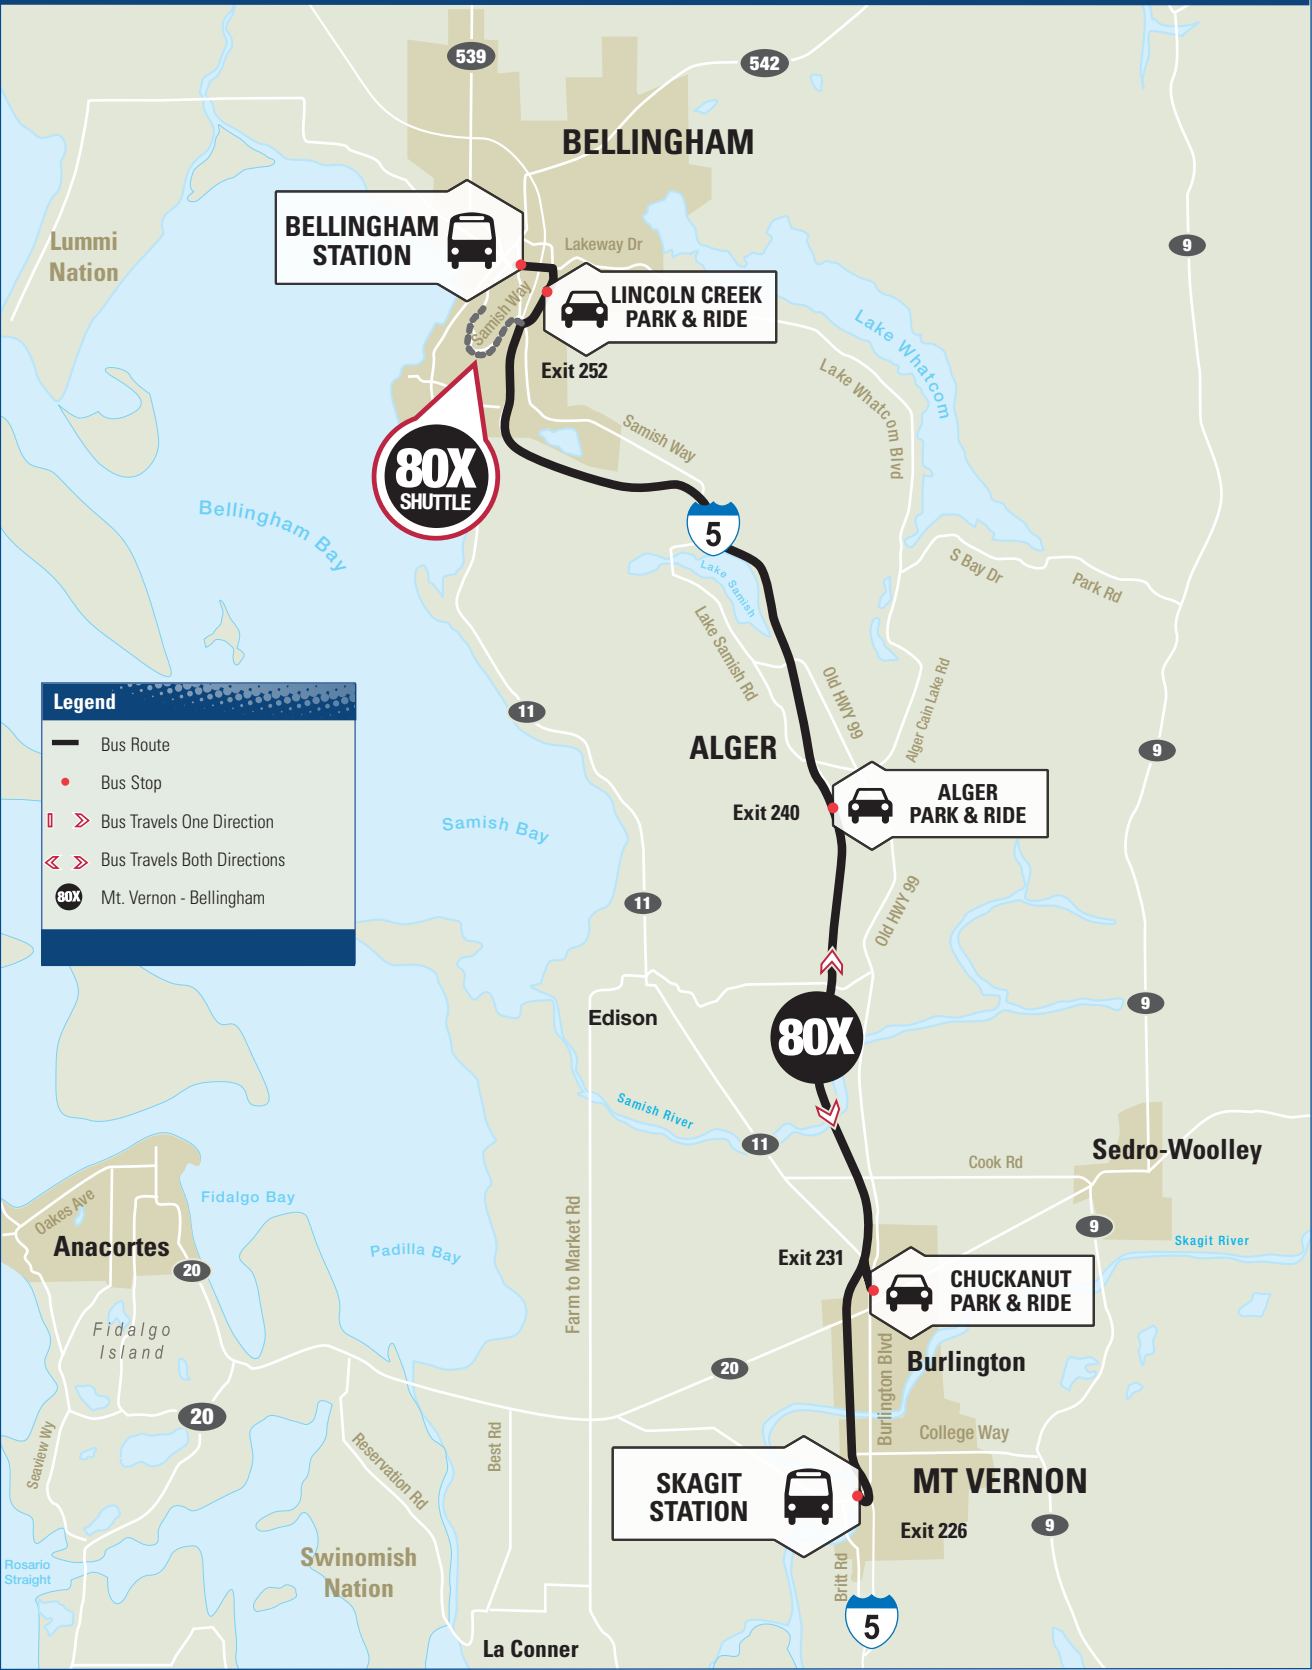 539
542
BELLINGHAM
Lummi
Nation
BELLINGHAM
STATION
Lakeway Dr
9
Samish Way
LINCOLN CREEK
PARK & RIDE
Exit 252
Lake Whatcom
Lake Whatcom Blvd
Samish Way
80X
SHUTTLE
Bellingham Bay
5
Lake Samish
S Bay Dr
Park Rd
Lake Samish Rd
Old HWY 99
Alger Cain Lake Rd
Legend
Bus Route
Bus Stop
Bus Travels One Direction
Bus Travels Both Directions
80X
Mt. Vernon - Bellingham
11
ALGER
9
Exit 240
ALGER
PARK & RIDE
Samish Bay
11
Old HWY 99
9
Edison
80X
Samish River
11
Cook Rd
Sedro-Woolley
Oakes Ave
Fidalgo Bay
Anacortes
20
Padilla Bay
Farm to Market Rd
9
Skagit River
Exit 231
CHUCKANUT
PARK & RIDE
Fidalgo
Island
20
Burlington Blvd
Burlington
20
Seaview Wy
Reservation Rd
Best Rd
College Way
SKAGIT
STATION
MT VERNON
Exit 226
9
Rosario
Straight
Swinomish
Nation
Britt Rd
5
La Conner